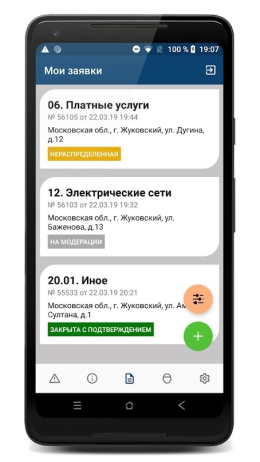 100 % 19:07
Мои заявки
06. Платные услуги
№ 56105 от 22.03.19 19:44
Московская обл., г. Жуковский, ул. Дугина,
д.12
НЕРАСПРЕДЕЛЕННАЯ
12. Электрические сети
№ 56103 от 22.03.19 19:32
Московская обл., г. Жуковский, ул.
Баженова, д.13
НА МОДЕРАЦИИ
20.01. Иное
№ 55533 от 22.03.19 20:21
Московская обл., г. Жуковский, ул.
Султана, д.1
ЗАКРЫТА С ПОДТВЕРЖДЕНИЕМ